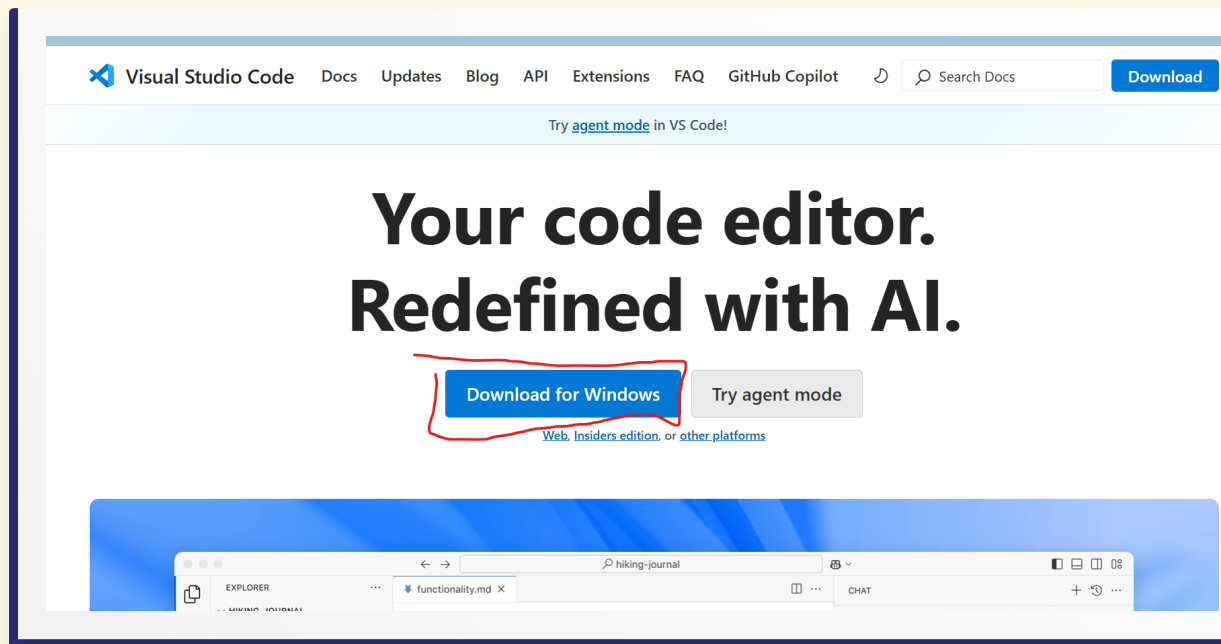 Visual Studio Code Docs Updates Blog API Extensions FAQ GitHub Copilot Search Docs Download
Try agent mode in VS Code!
Your code editor.
Redefined with AI.
Download for Windows Try agent mode
Web, Insiders edition, or other platforms
hiking-journal
EXPLORER ... functionality.md ... CHAT ...
HIKING-JOURNAL